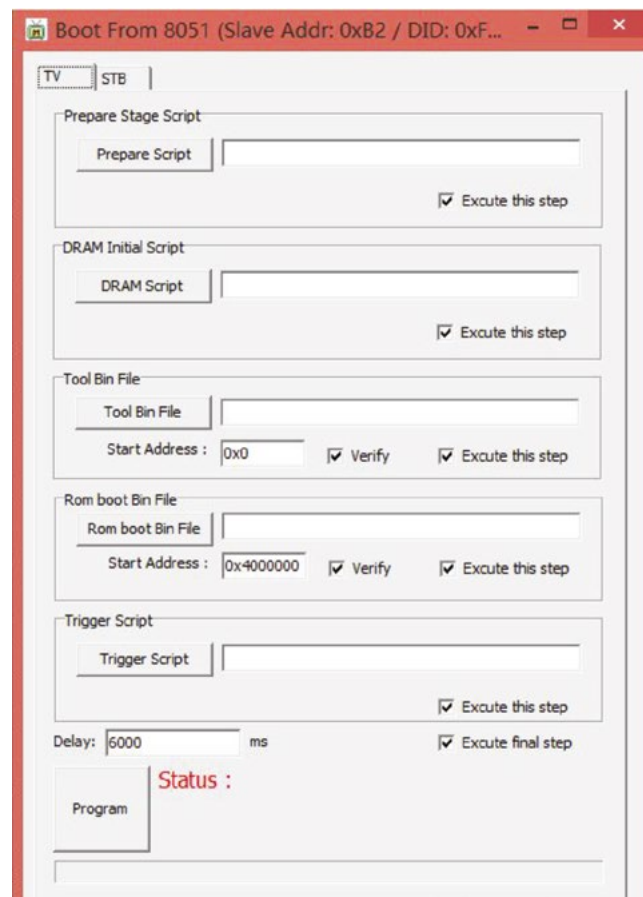 Boot From 8051 (Slave Addr: 0xB2 / DID: 0xF...
TV STB
Prepare Stage Script
Prepare Script
Excute this step
DRAM Initial Script
DRAM Script
Excute this step
Tool Bin File
Tool Bin File
Start Address : 0x0 Verify Excute this step
Rom boot Bin File
Rom boot Bin File
Start Address : 0x4000000 Verify Excute this step
Trigger Script
Trigger Script
Excute this step
Delay: 6000 ms Excute final step
Status :
Program